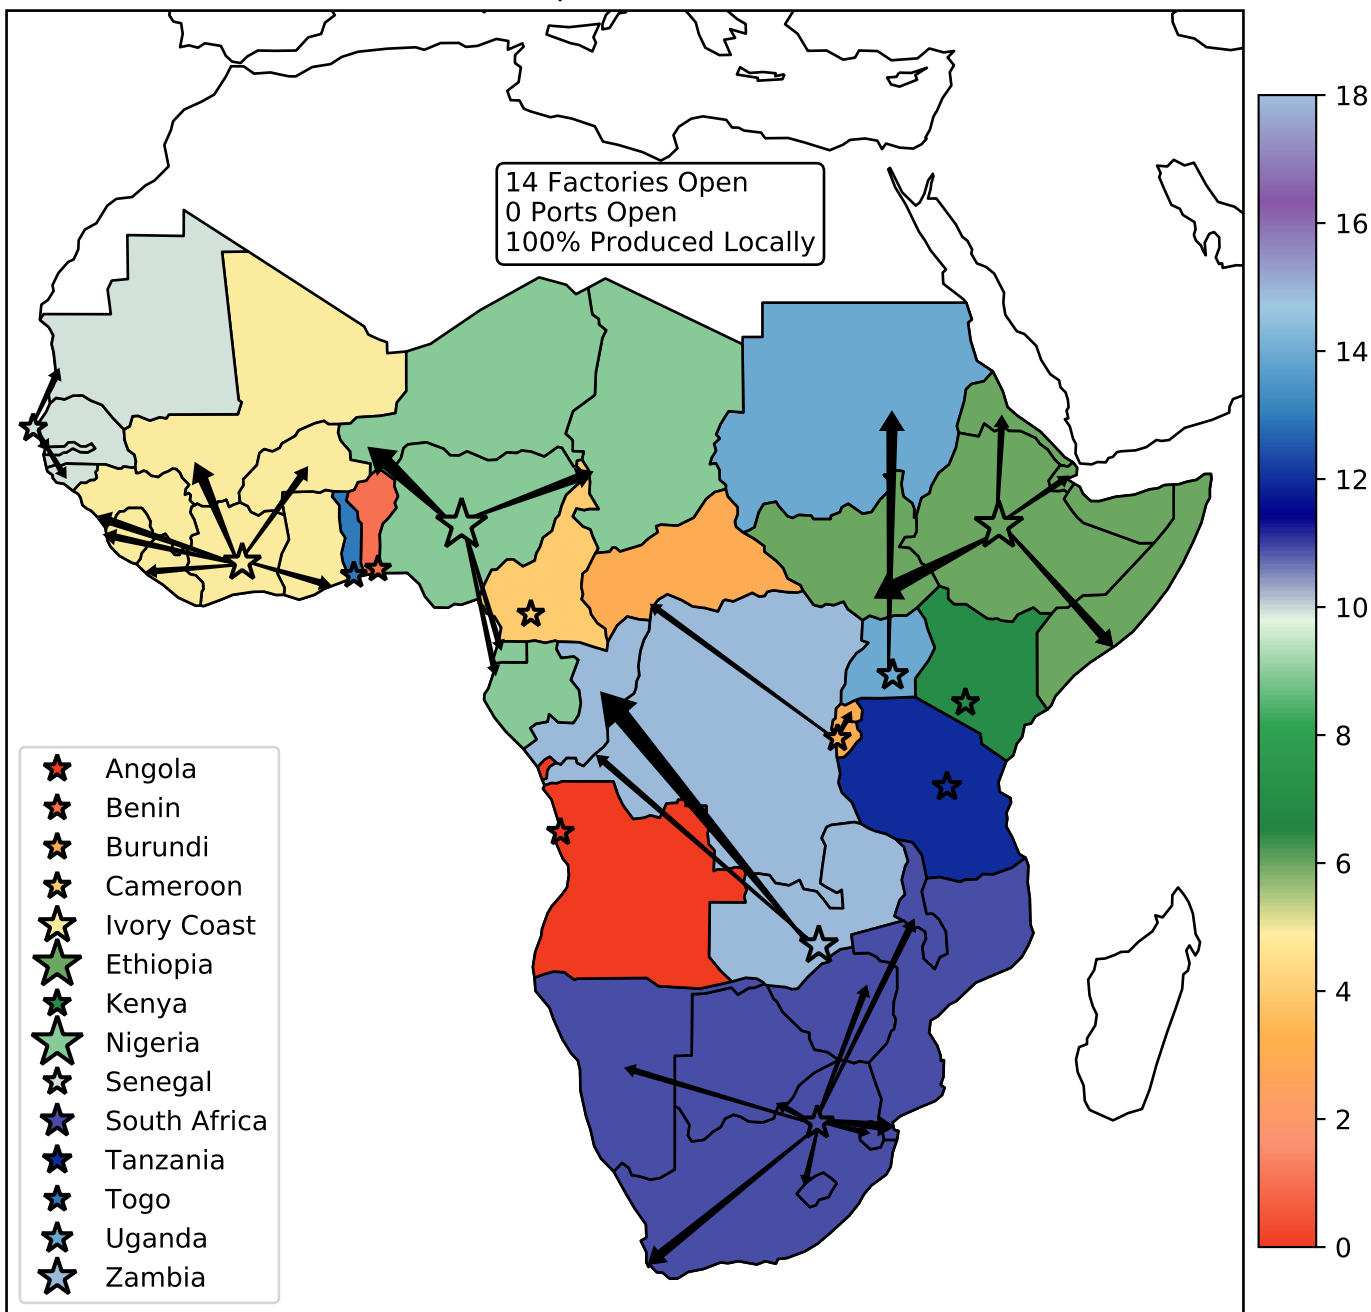 14 Factories Open
0 Ports Open
100% Produced Locally
18
16
14
12
10
8
6
4
2
0
Angola
Benin
Burundi
Cameroon
Ivory Coast
Ethiopia
Kenya
Nigeria
Senegal
South Africa
Tanzania
Togo
Uganda
Zambia